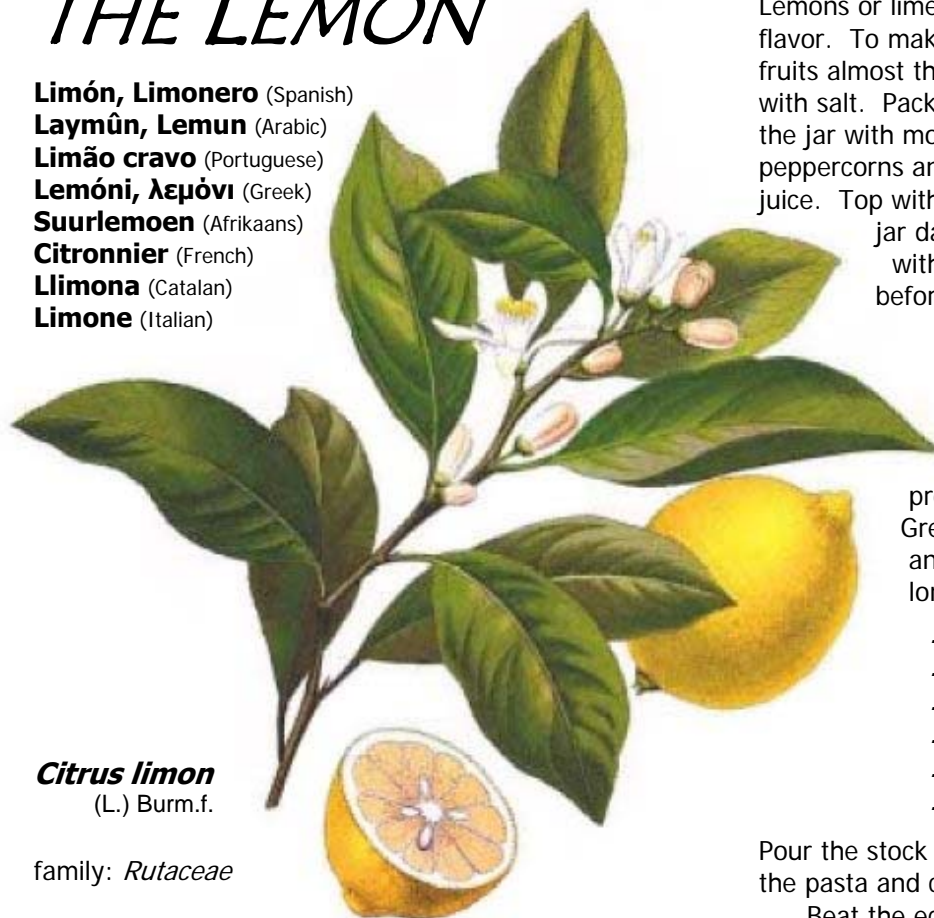 THE LEMON
Limón, Limonero (Spanish)
Laymûn, Lemun (Arabic)
Limão cravo (Portuguese)
Lemóni, λεμόνι (Greek)
Suurlemoen (Afrikaans)
Citronnier (French)
Llimona (Catalan)
Limone (Italian)
Citrus limon
(L.) Burm.f.
family: Rutaceae
Lemons or lime
flavor. To mak
fruits almost th
with salt. Pack
the jar with mo
peppercorns
juice. Top with
jar da
with
befor
pr
Gre
an
Pour the stock
the pasta and
Beat the